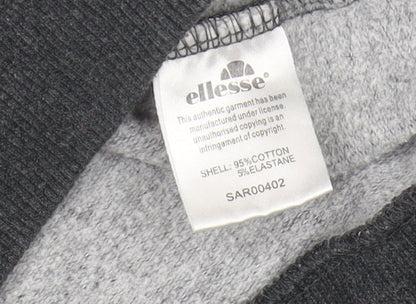 ellesse®
This authentic garment has been
manufactured under license.
unauthorised copying is an
infringement of copyright.
SHELL: 95%COTTON
5%ELASTANE
SAR00402